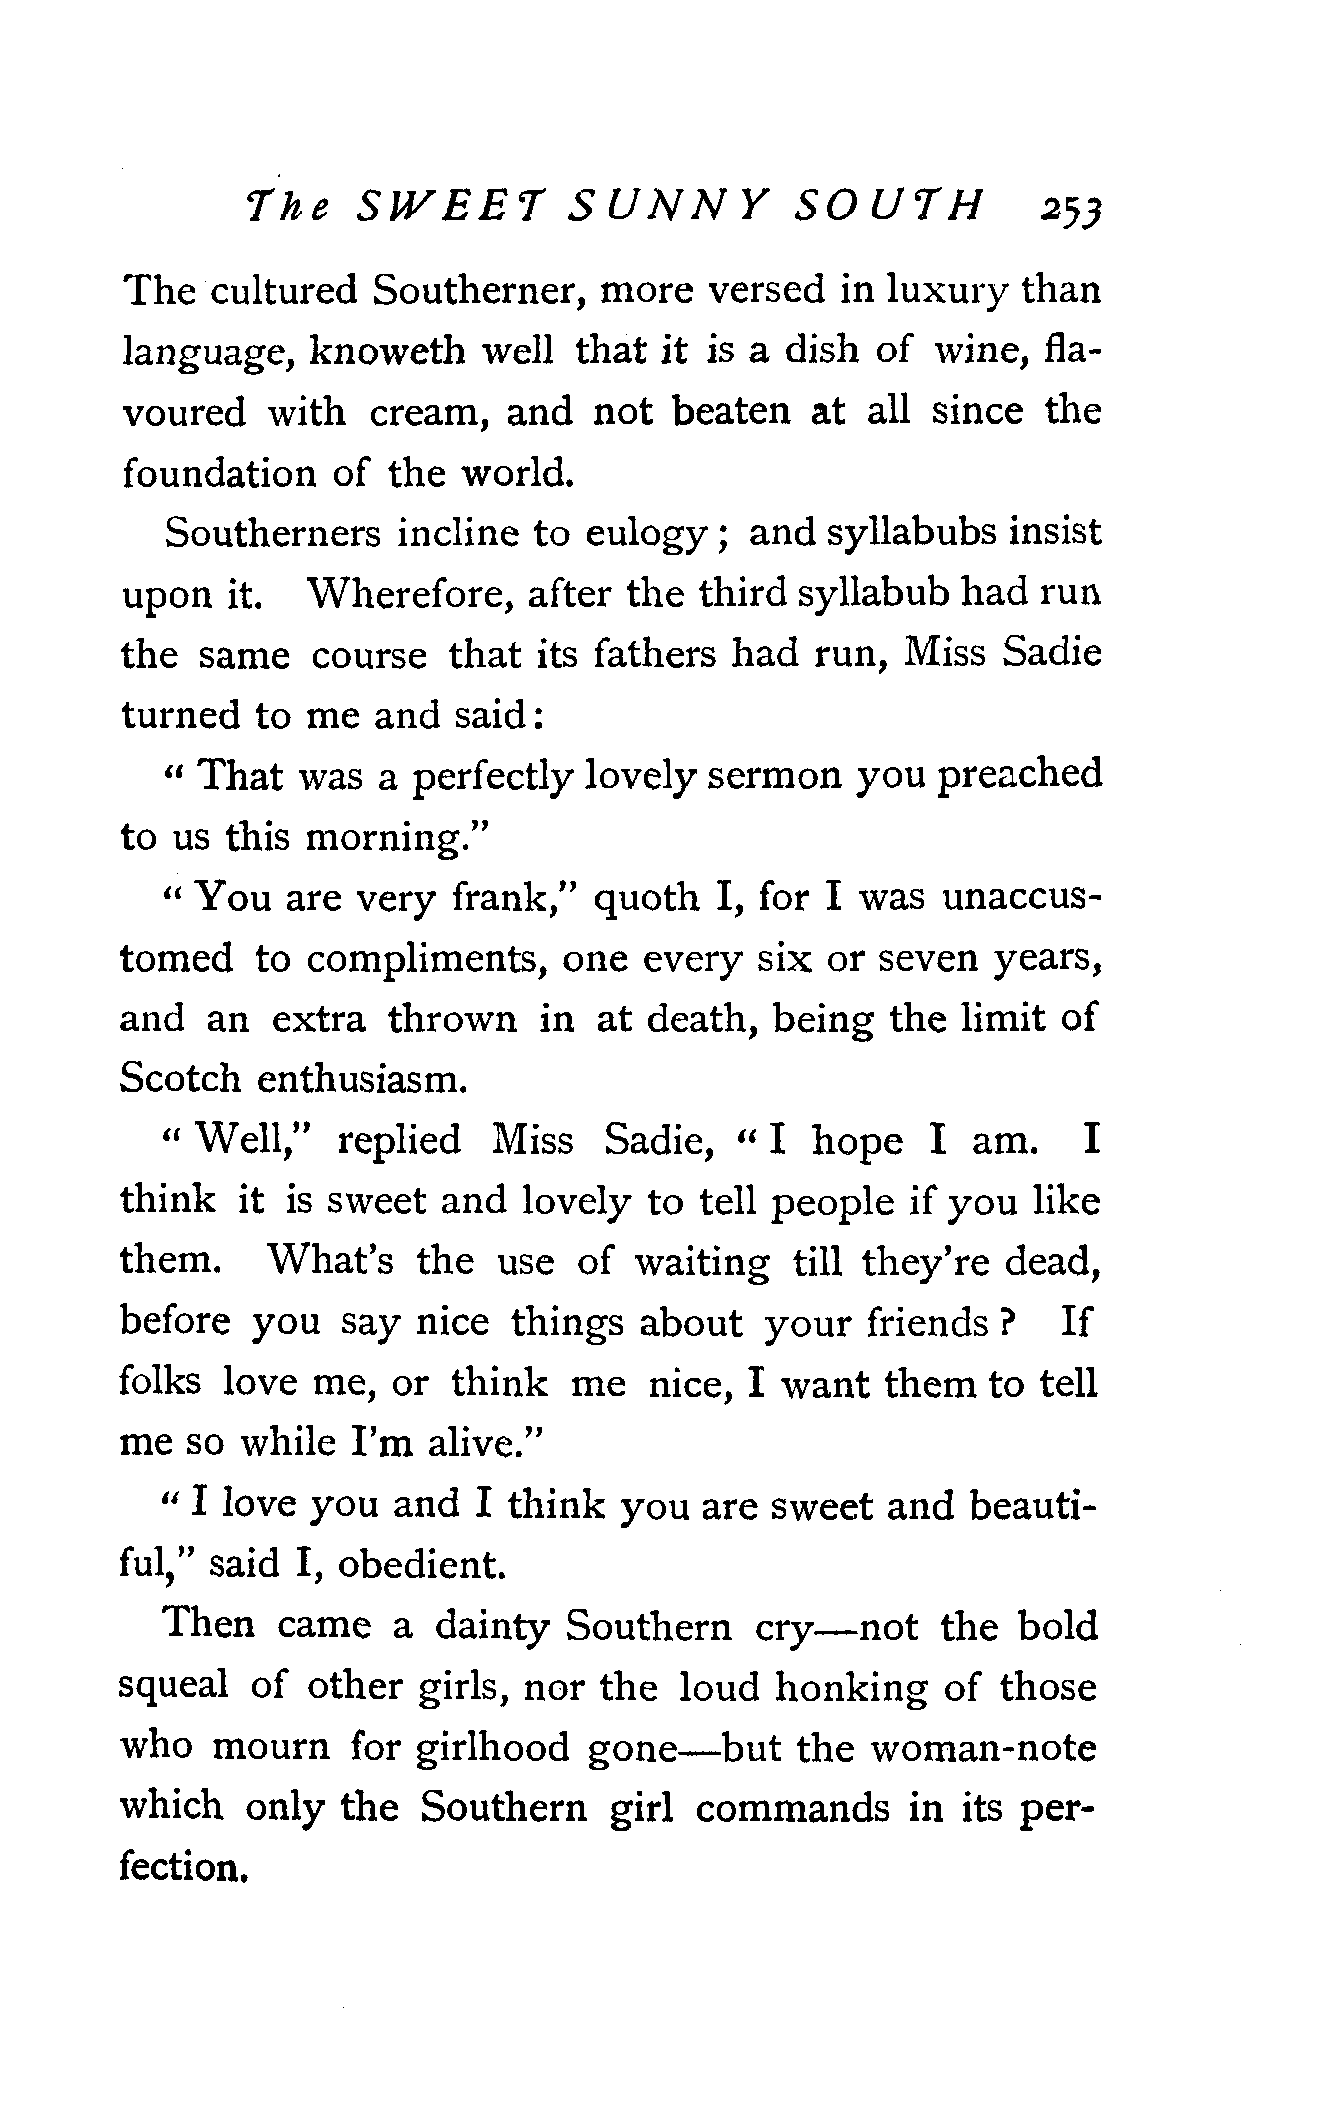 The SWEET SUNNY SOUTH 253
The cultured Southerner, more versed in luxury than
language, knoweth well that it is a dish of wine, fla-
voured with cream, and not beaten at all since the
foundation of the world.
Southerners incline to eulogy ; and syllabubs insist
upon it. Wherefore, after the third syllabub had run
the same course that its fathers had run, Miss Sadie
turned to me and said :
“ That was a perfectly lovely sermon you preached
to us this morning.”
“ You are very frank,” quoth I, for I was unaccus-
tomed to compliments, one every six or seven years,
and an extra thrown in at death, being the limit of
Scotch enthusiasm.
“ Well,” replied Miss Sadie, “ I hope I am. I
think it is sweet and lovely to tell people if you like
them. What’s the use of waiting till they’re dead,
before you say nice things about your friends ? If
folks love me, or think me nice, I want them to tell
me so while I’m alive.”
“ I love you and I think you are sweet and beauti-
ful,” said I, obedient.
Then came a dainty Southern cry—not the bold
squeal of other girls, nor the loud honking of those
who mourn for girlhood gone—but the woman-note
which only the Southern girl commands in its per-
fection.